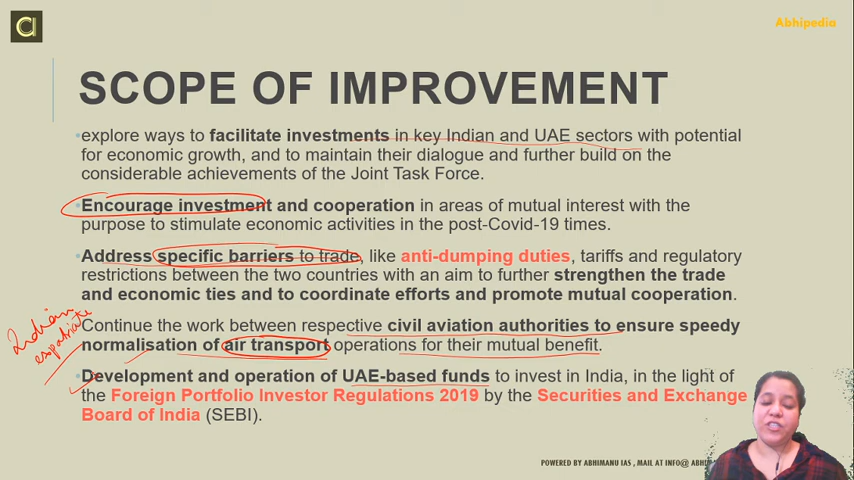 a
Abhipedia
SCOPE OF IMPROVEMENT
•explore ways to facilitate investments in key Indian and UAE sectors with potential
for economic growth, and to maintain their dialogue and further build on the
considerable achievements of the Joint Task Force.
•Encourage investment and cooperation in areas of mutual interest with the
purpose to stimulate economic activities in the post-Covid-19 times.
•Address specific barriers to trade, like anti-dumping duties, tariffs and regulatory
restrictions between the two countries with an aim to further strengthen the trade
and economic ties and to coordinate efforts and promote mutual cooperation.
Indian
expatriate
•Continue the work between respective civil aviation authorities to ensure speedy
normalisation of air transport operations for their mutual benefit.
•Development and operation of UAE-based funds to invest in India, in the light of
the Foreign Portfolio Investor Regulations 2019 by the Securities and Exchange
Board of India (SEBI).
POWERED BY ABHIMANU IAS , MAIL AT INFO@